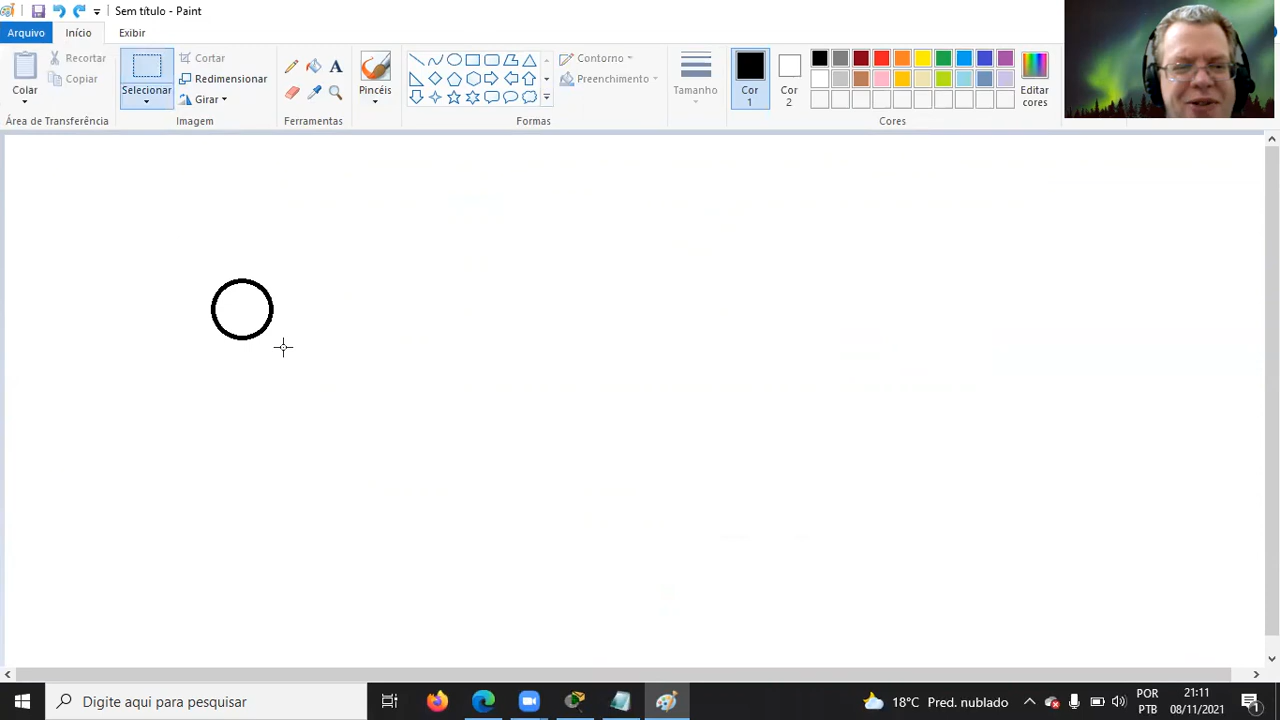 Sem título - Paint
Arquivo
Início
Exibir
Colar
Recortar
Copiar
Área de Transferência
Selecionar
Cortar
Redimensionar
Girar
Imagem
A
Ferramentas
Pincéis
Contorno
Preenchimento
Formas
Tamanho
Cor
1
Cor
2
Editar
cores
Cores
Digite aqui para pesquisar
18°C Pred. nublado
POR
PTB
21:11
08/11/2021
1